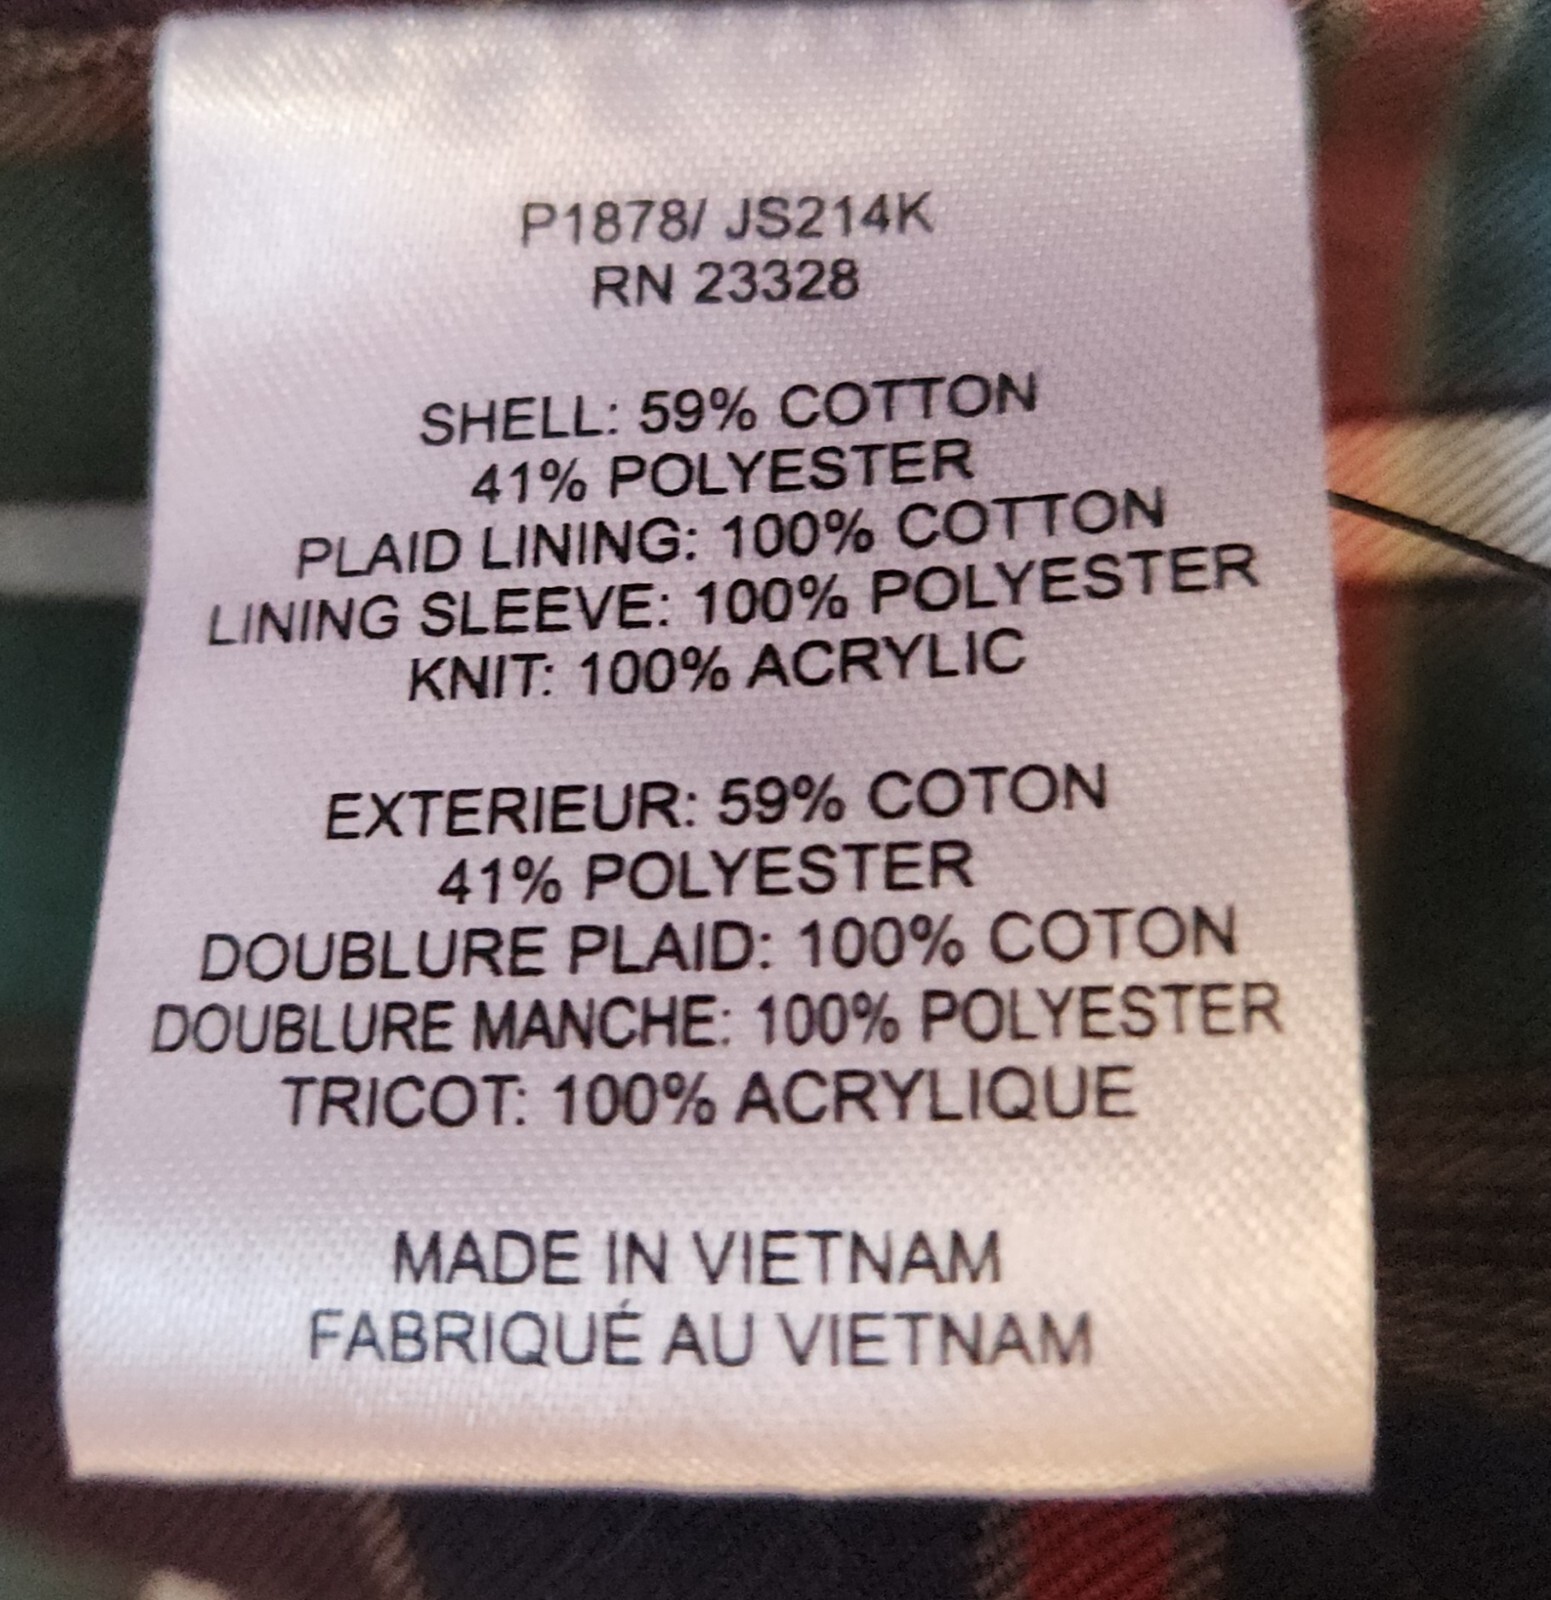 P1878/ JS214K
RN 23328
SHELL: 59% COTTON
41% POLYESTER
PLAID LINING: 100% COTTON
LINING SLEEVE: 100% POLYESTER
KNIT: 100% ACRYLIC
EXTERIEUR: 59% COTON
41% POLYESTER
DOUBLURE PLAID: 100% COTON
DOUBLURE MANCHE: 100% POLYESTER
TRICOT: 100% ACRYLIQUE
MADE IN VIETNAM
FABRIQUÉ AU VIETNAM